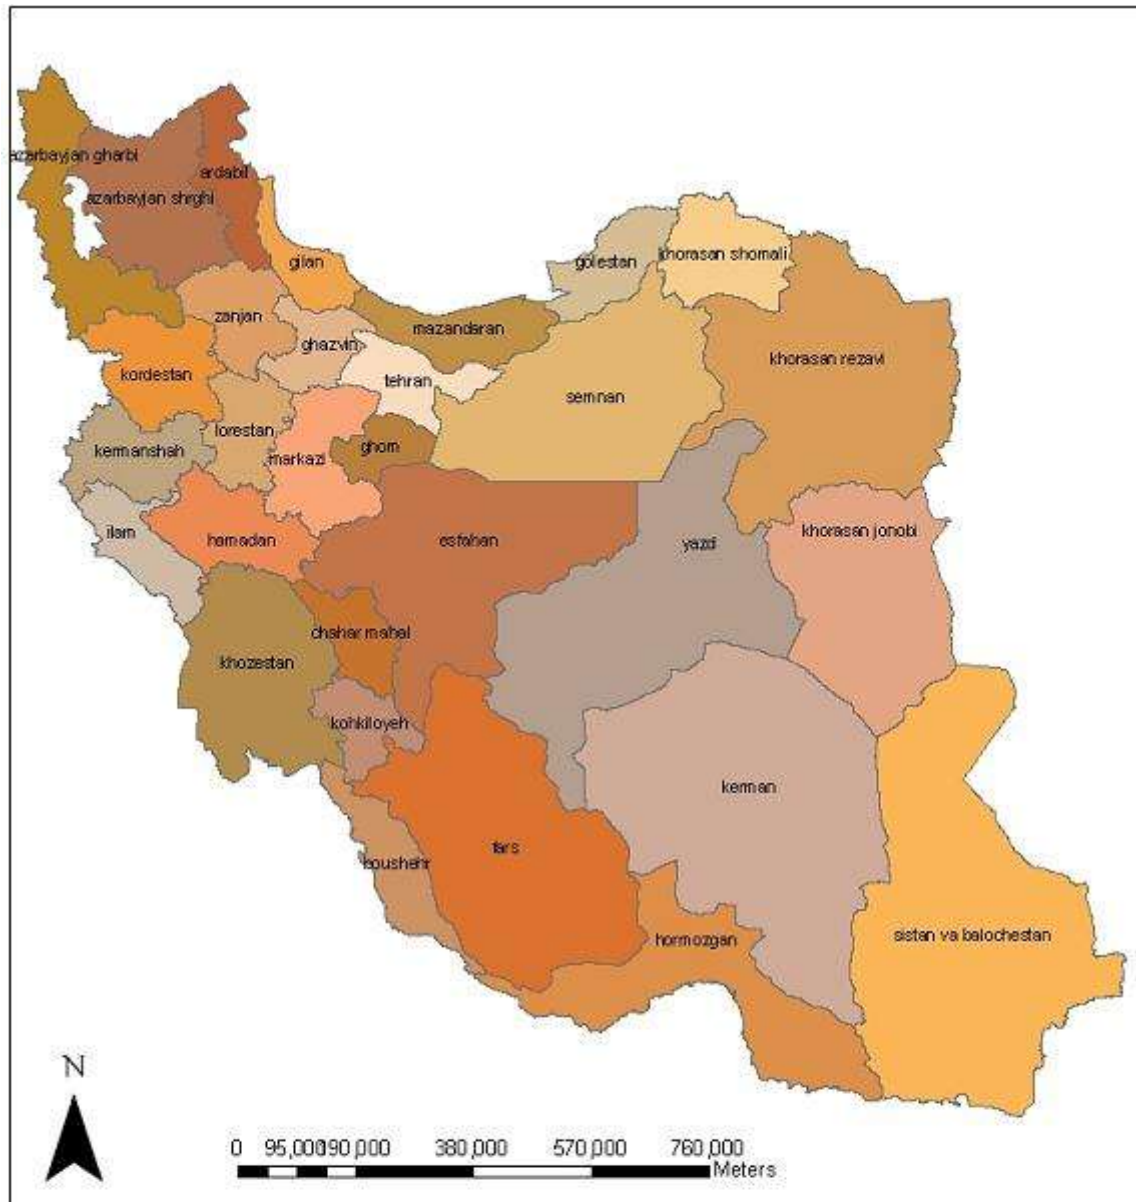 azarbayjan gharbi
ardabil
azarbayjan shrghi
gilan
golestan
khorasan shomali
zanjan
mazandaran
ghazvin
khorasan rezavi
kordestan
tehran
semnan
lorestan
kermanshah
ghom
markazi
ilam
hamadan
esfahan
yazd
khorasan jonobi
chahar mahal
khozestan
kohkiloyeh
kerman
fars
boushehr
hormozgan
sistan va balochestan
N
0 95,000 190,000 380,000 570,000 760,000
Meters